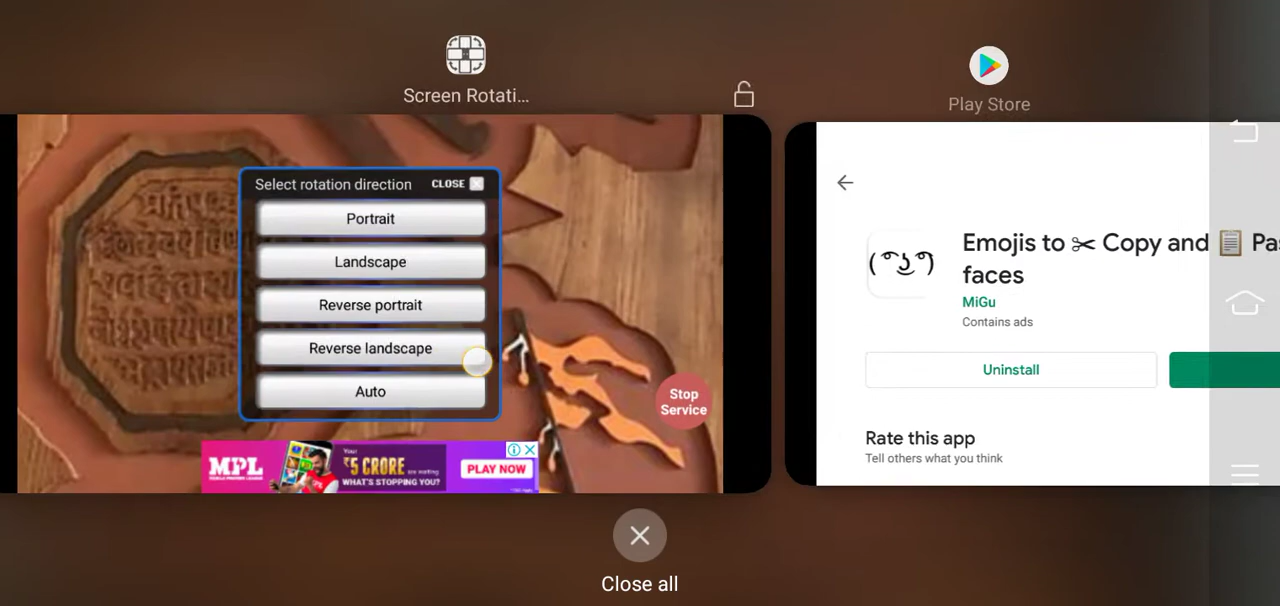 Screen Rotati...
Play Store
Select rotation direction
CLOSE
Portrait
Landscape
Reverse portrait
Reverse landscape
Auto
Stop
Service
MPL
Your
₹5 CRORE are waiting
WHAT'S STOPPING YOU?
PLAY NOW
Emojis to ✂ Copy and 📋 Pas
faces
MiGu
Contains ads
Uninstall
Rate this app
Tell others what you think
Close all